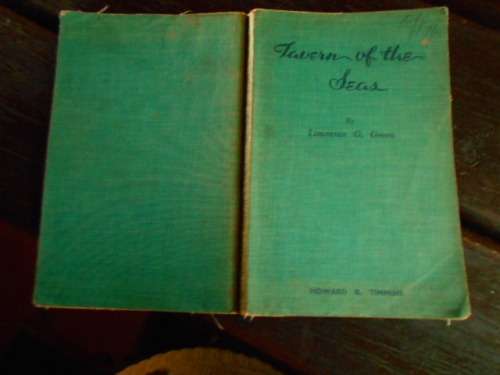 Tavern of the
Seas
By
Lawrence G. Green
HOWARD B. TIMMINS